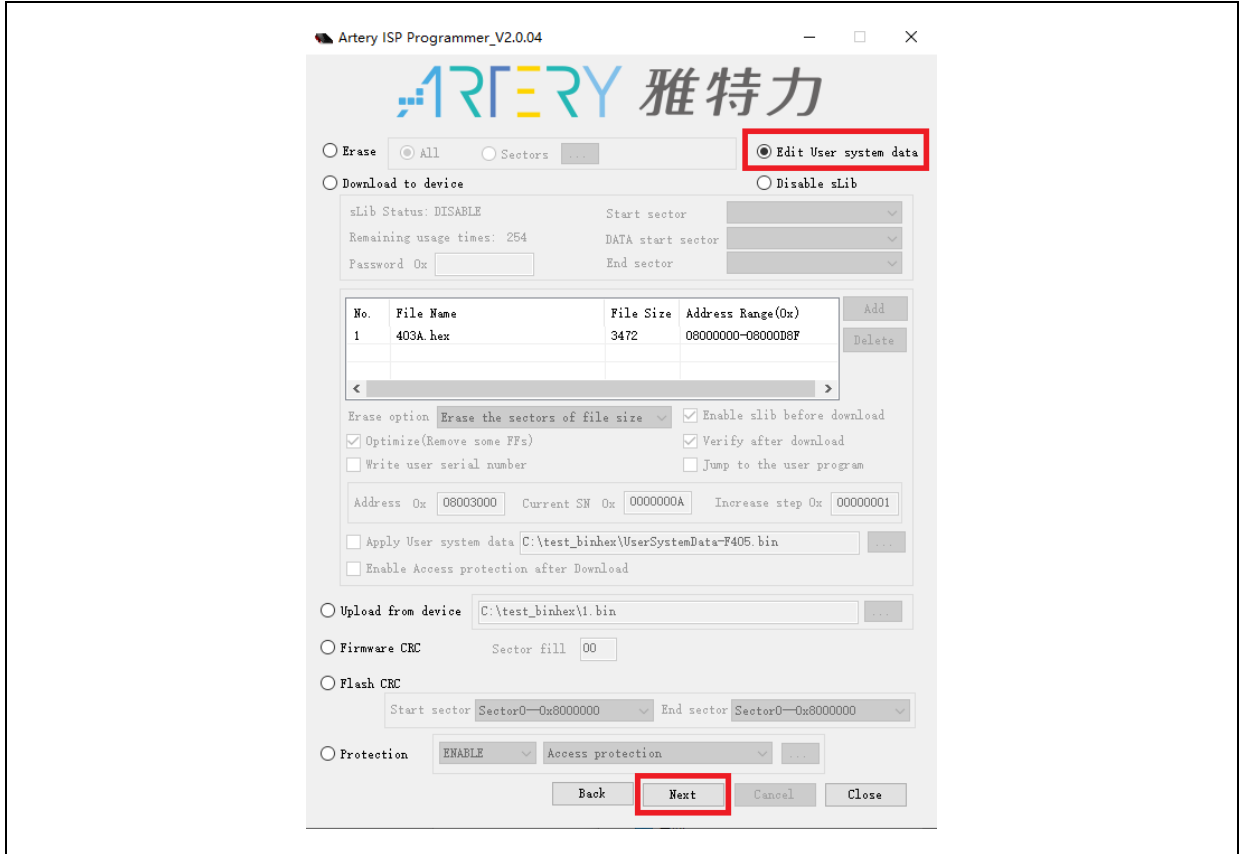 Artery ISP Programmer_V2.0.04
ARTERY 雅特力
Erase All Sectors ... Edit User system data
Download to device Disable sLib
sLib Status: DISABLE Start sector
Remaining usage times: 254 DATA start sector
Password 0x End sector
No. File Name File Size Address Range(0x) Add
1 403A.hex 3472 08000000-08000D8F Delete
Erase option Erase the sectors of file size Enable slib before download
Optimize(Remove some FFs) Verify after download
Write user serial number Jump to the user program
Address 0x 08003000 Current SN 0x 0000000A Increase step 0x 00000001
Apply User system data C:\test_binhex\UserSystemData-F405.bin ...
Enable Access protection after Download
Upload from device C:\test_binhex\1.bin ...
Firmware CRC Sector fill 00
Flash CRC
Start sector Sector0—0x8000000 End sector Sector0—0x8000000
Protection ENABLE Access protection ...
Back Next Cancel Close